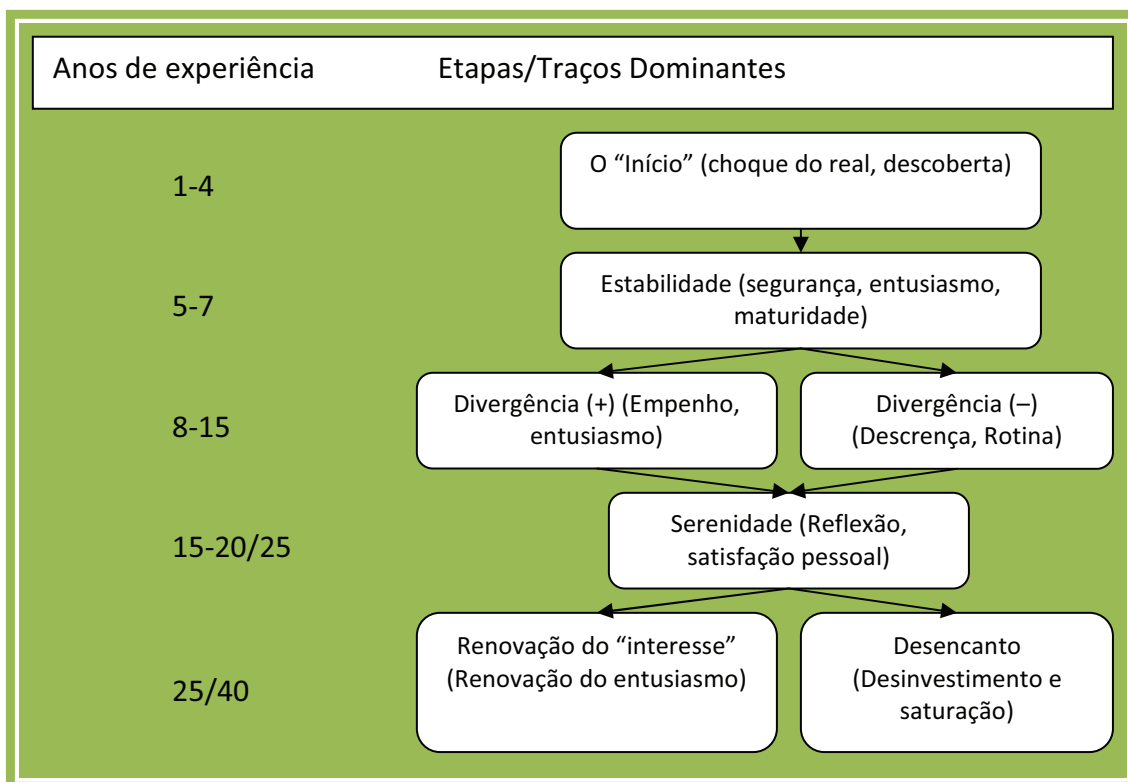 Anos de experiência Etapas/Traços Dominantes
1-4
O “Início” (choque do real, descoberta)
5-7
Estabilidade (segurança, entusiasmo,
maturidade)
8-15
Divergência (+) (Empenho,
entusiasmo)
Divergência (–)
(Descrença, Rotina)
15-20/25
Serenidade (Reflexão,
satisfação pessoal)
25/40
Renovação do “interesse”
(Renovação do entusiasmo)
Desencanto
(Desinvestimento e
saturação)